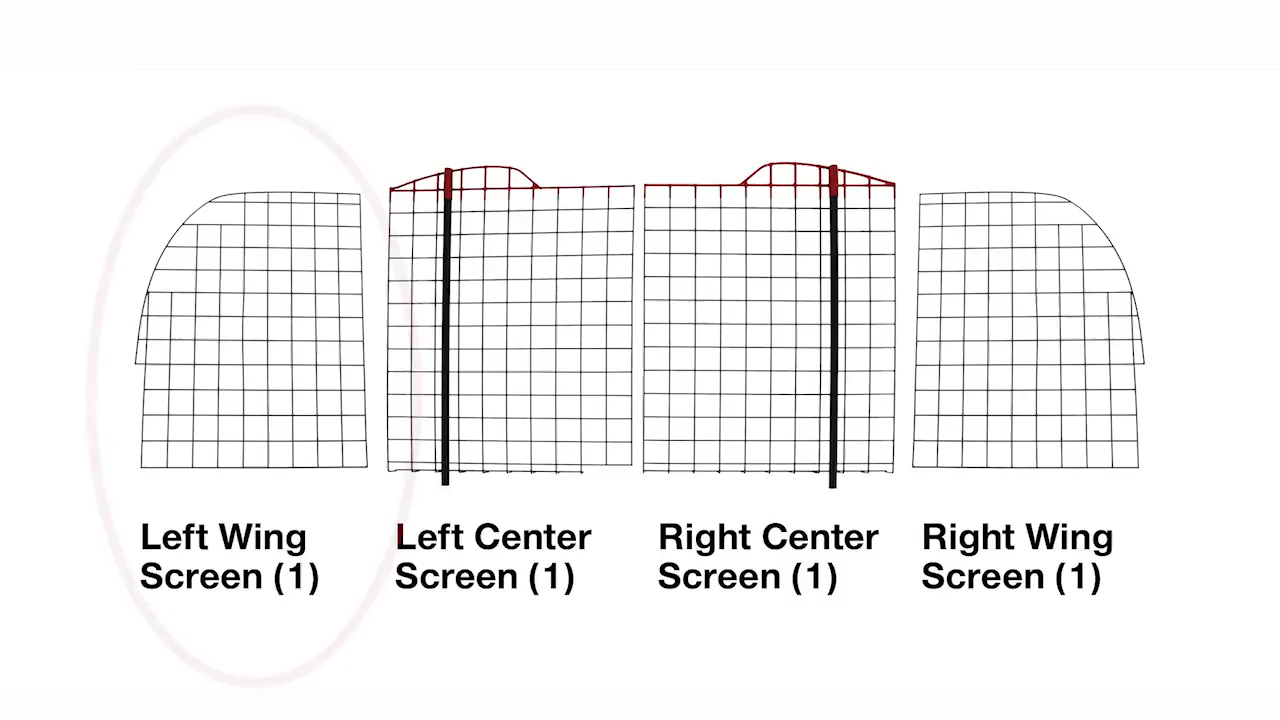 Left Wing
Screen (1)
Left Center
Screen (1)
Right Center
Screen (1)
Right Wing
Screen (1)